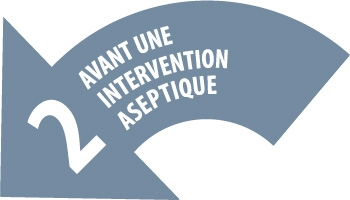 2
AVANT UNE
INTERVENTION
ASEPTIQUE